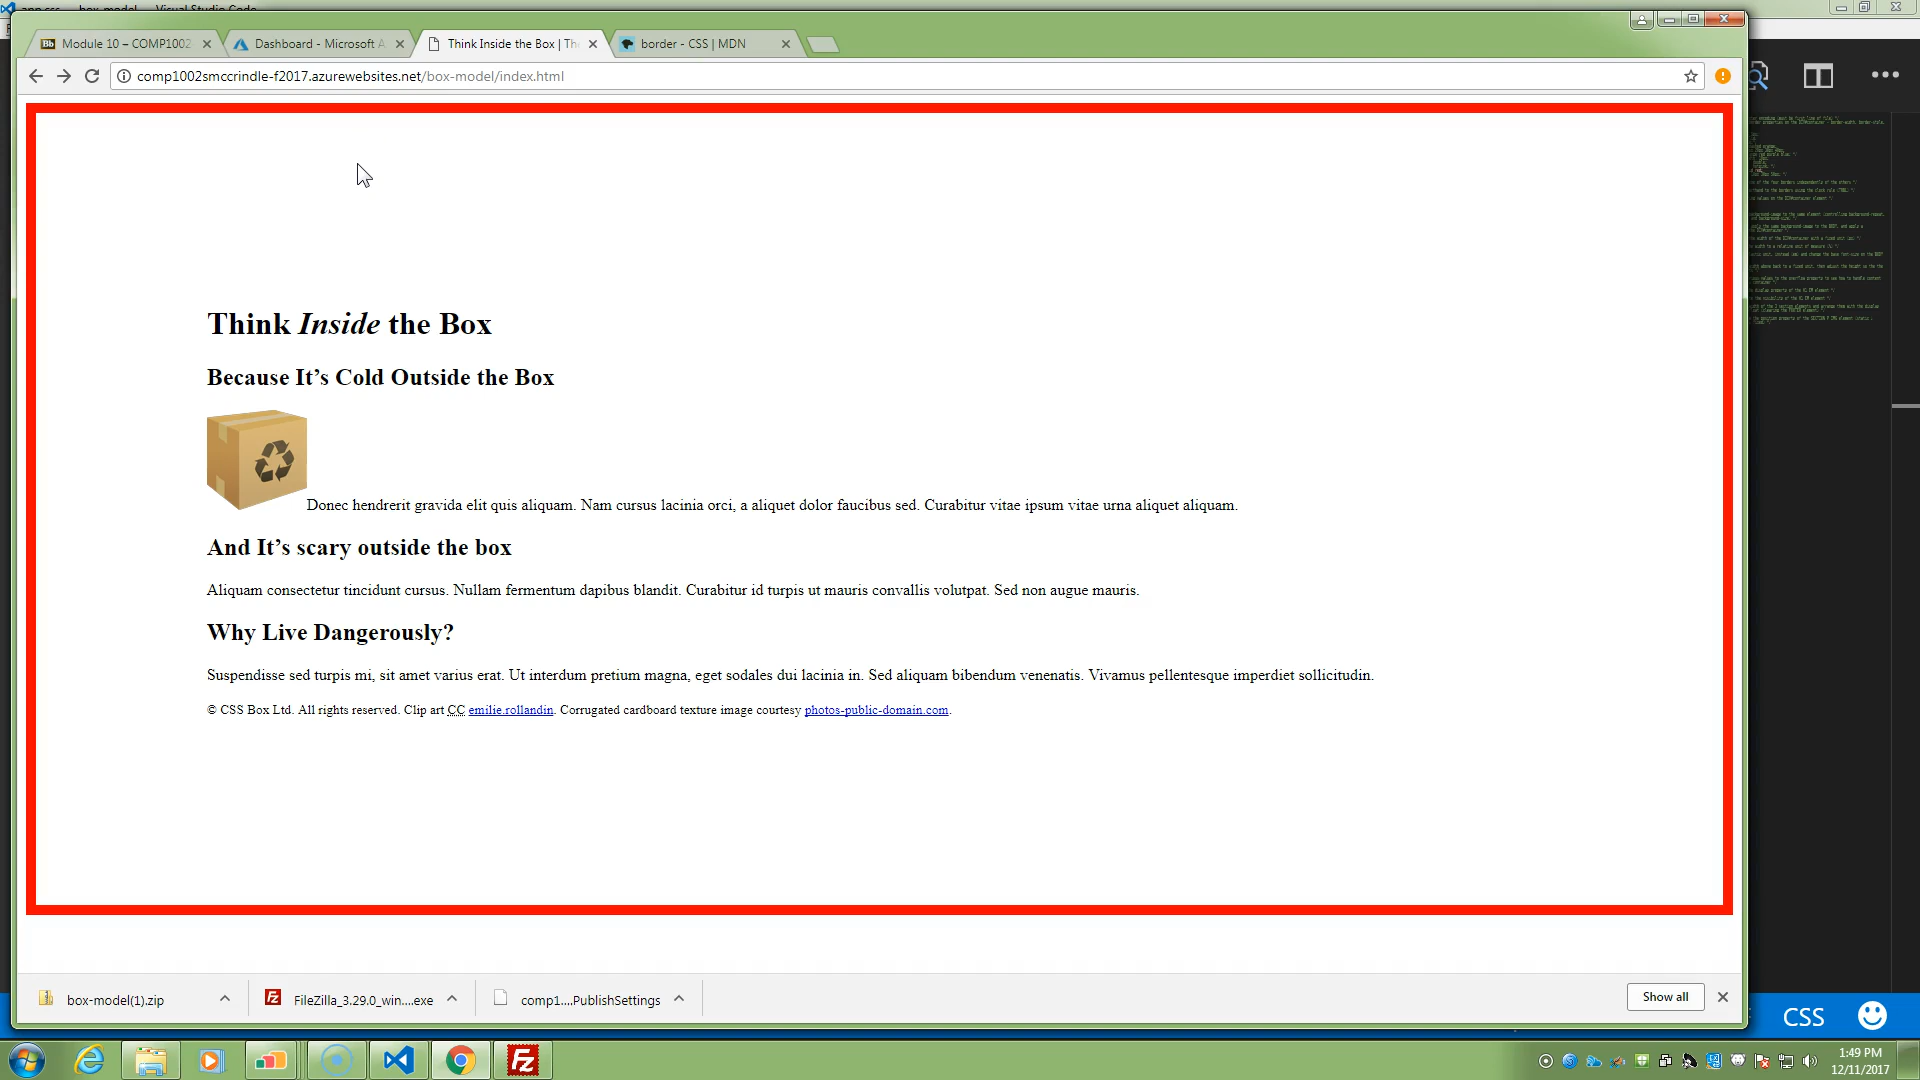 Module 10 – COMP1002
Dashboard - Microsoft A
Think Inside the Box | Th
border - CSS | MDN
comp1002smccrindle-f2017.azurewebsites.net/box-model/index.html
Think Inside the Box
Because It’s Cold Outside the Box
Donec hendrerit gravida elit quis aliquam. Nam cursus lacinia orci, a aliquet dolor faucibus sed. Curabitur vitae ipsum vitae urna aliquet aliquam.
And It’s scary outside the box
Aliquam consectetur tincidunt cursus. Nullam fermentum dapibus blandit. Curabitur id turpis ut mauris convallis volutpat. Sed non augue mauris.
Why Live Dangerously?
Suspendisse sed turpis mi, sit amet varius erat. Ut interdum pretium magna, eget sodales dui lacinia in. Sed aliquam bibendum venenatis. Vivamus pellentesque imperdiet sollicitudin.
© CSS Box Ltd. All rights reserved. Clip art CC emilie.rollandin. Corrugated cardboard texture image courtesy photos-public-domain.com.
box-model(1).zip
FileZilla_3.29.0_win....exe
comp1....PublishSettings
Show all
CSS
1:49 PM
12/11/2017